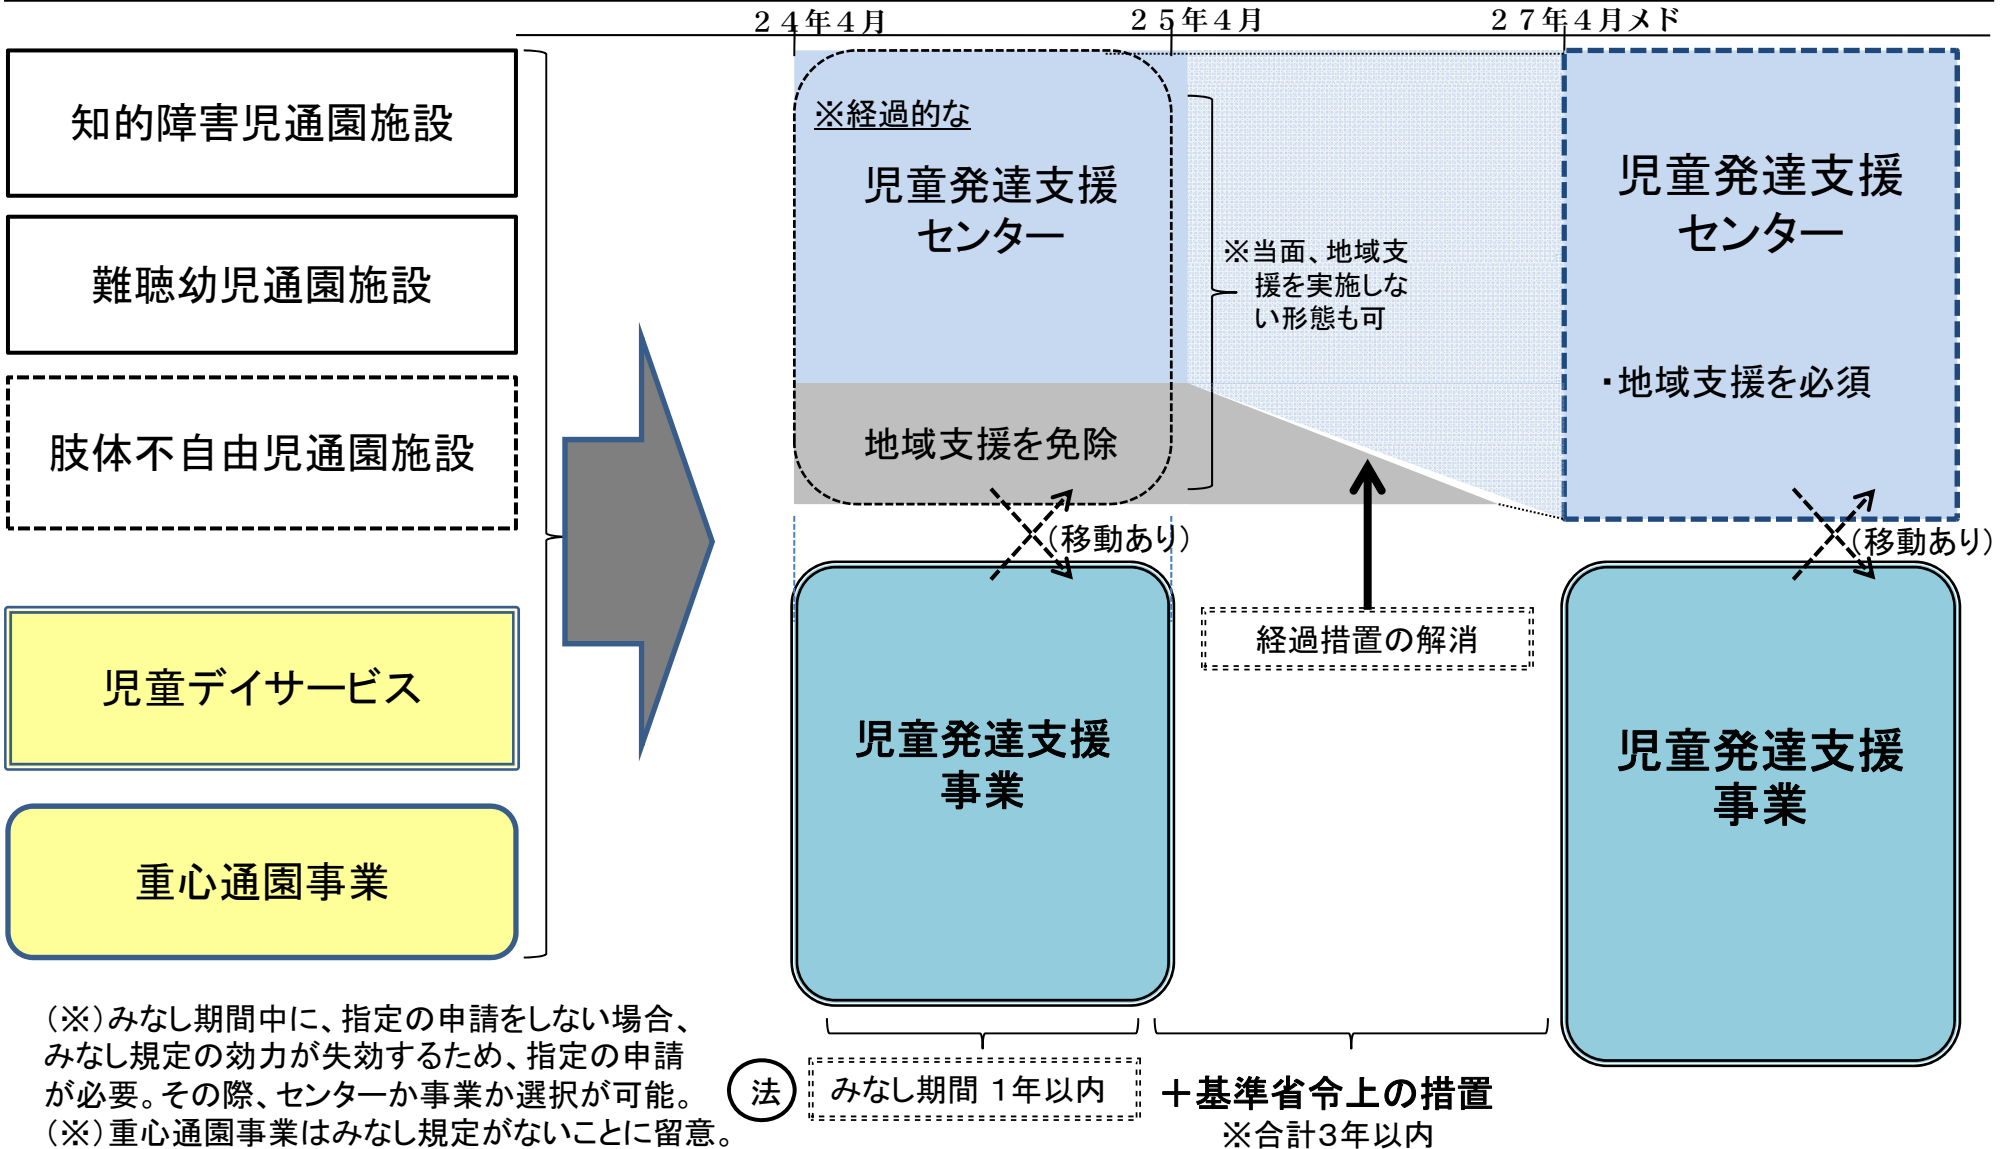 24年4月
25年4月
27年4月メド
知的障害児通園施設
難聴幼児通園施設
肢体不自由児通園施設
児童デイサービス
重心通園事業
※経過的な
児童発達支援
センター
地域支援を免除
(移動あり)
※当面、地域支
援を実施しな
い形態も可
児童発達支援
センター
・地域支援を必須
(移動あり)
経過措置の解消
児童発達支援
事業
児童発達支援
事業
(※)みなし期間中に、指定の申請をしない場合、
みなし規定の効力が失効するため、指定の申請
が必要。その際、センターか事業か選択が可能。
(※)重心通園事業はみなし規定がないことに留意。
法
みなし期間 1年以内
+基準省令上の措置
※合計3年以内